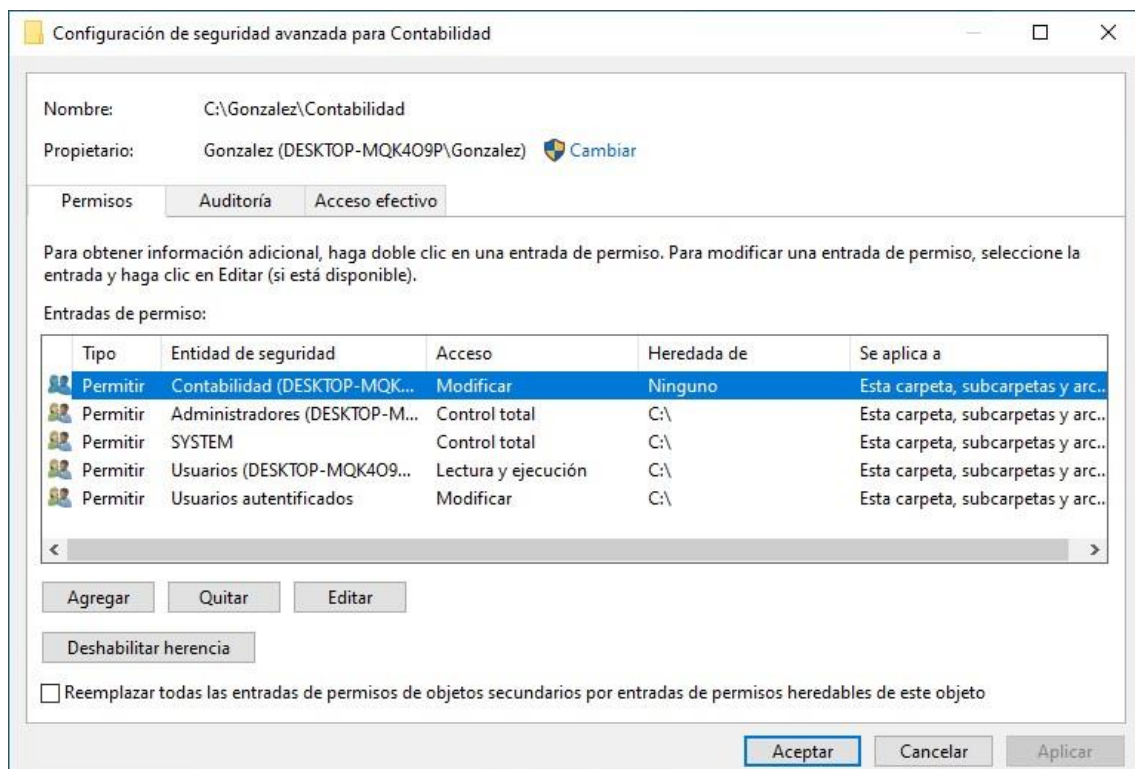 Configuración de seguridad avanzada para Contabilidad
Nombre: C:\Gonzalez\Contabilidad
Propietario: Gonzalez (DESKTOP-MQK4O9P\Gonzalez) Cambiar
Permisos Auditoría Acceso efectivo
Para obtener información adicional, haga doble clic en una entrada de permiso. Para modificar una entrada de permiso, seleccione la
entrada y haga clic en Editar (si está disponible).
Entradas de permiso:
Tipo Entidad de seguridad Acceso Heredada de Se aplica a
Permitir Contabilidad (DESKTOP-MQK... Modificar Ninguno Esta carpeta, subcarpetas y arc...
Permitir Administradores (DESKTOP-M... Control total C:\ Esta carpeta, subcarpetas y arc...
Permitir SYSTEM Control total C:\ Esta carpeta, subcarpetas y arc...
Permitir Usuarios (DESKTOP-MQK4O9... Lectura y ejecución C:\ Esta carpeta, subcarpetas y arc...
Permitir Usuarios autentificados Modificar C:\ Esta carpeta, subcarpetas y arc...
Agregar Quitar Editar
Deshabilitar herencia
Reemplazar todas las entradas de permisos de objetos secundarios por entradas de permisos heredables de este objeto
Aceptar Cancelar Aplicar